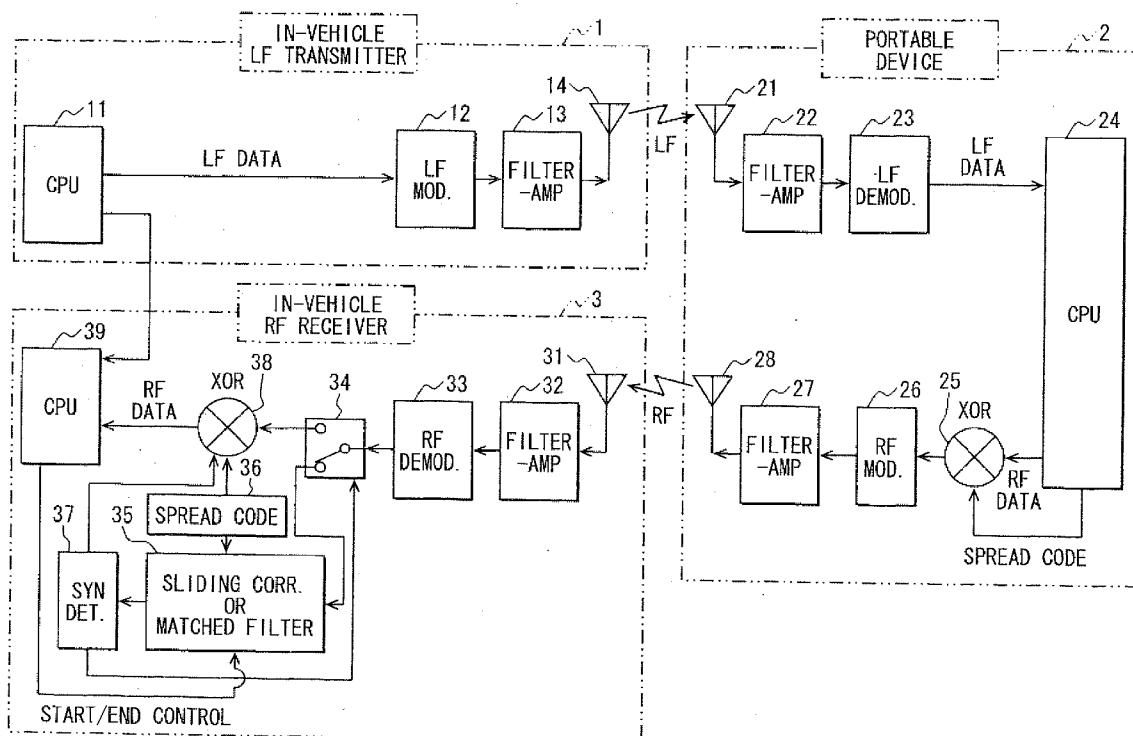 IN-VEHICLE
LF TRANSMITTER
1
PORTABLE
DEVICE
2
11
CPU
LF DATA
12
LF
MOD.
13
FILTER
-AMP
14
LF
21
22
FILTER
-AMP
23
LF
DEMOD.
LF
DATA
24
CPU
IN-VEHICLE
RF RECEIVER
3
39
CPU
RF
DATA
XOR
38
34
33
RF
DEMOD.
32
FILTER
-AMP
31
RF
28
27
FILTER
-AMP
26
RF
MOD.
25
XOR
RF
DATA
SPREAD CODE
36
SPREAD CODE
37
SYN
DET.
35
SLIDING CORR.
OR
MATCHED FILTER
START/END CONTROL